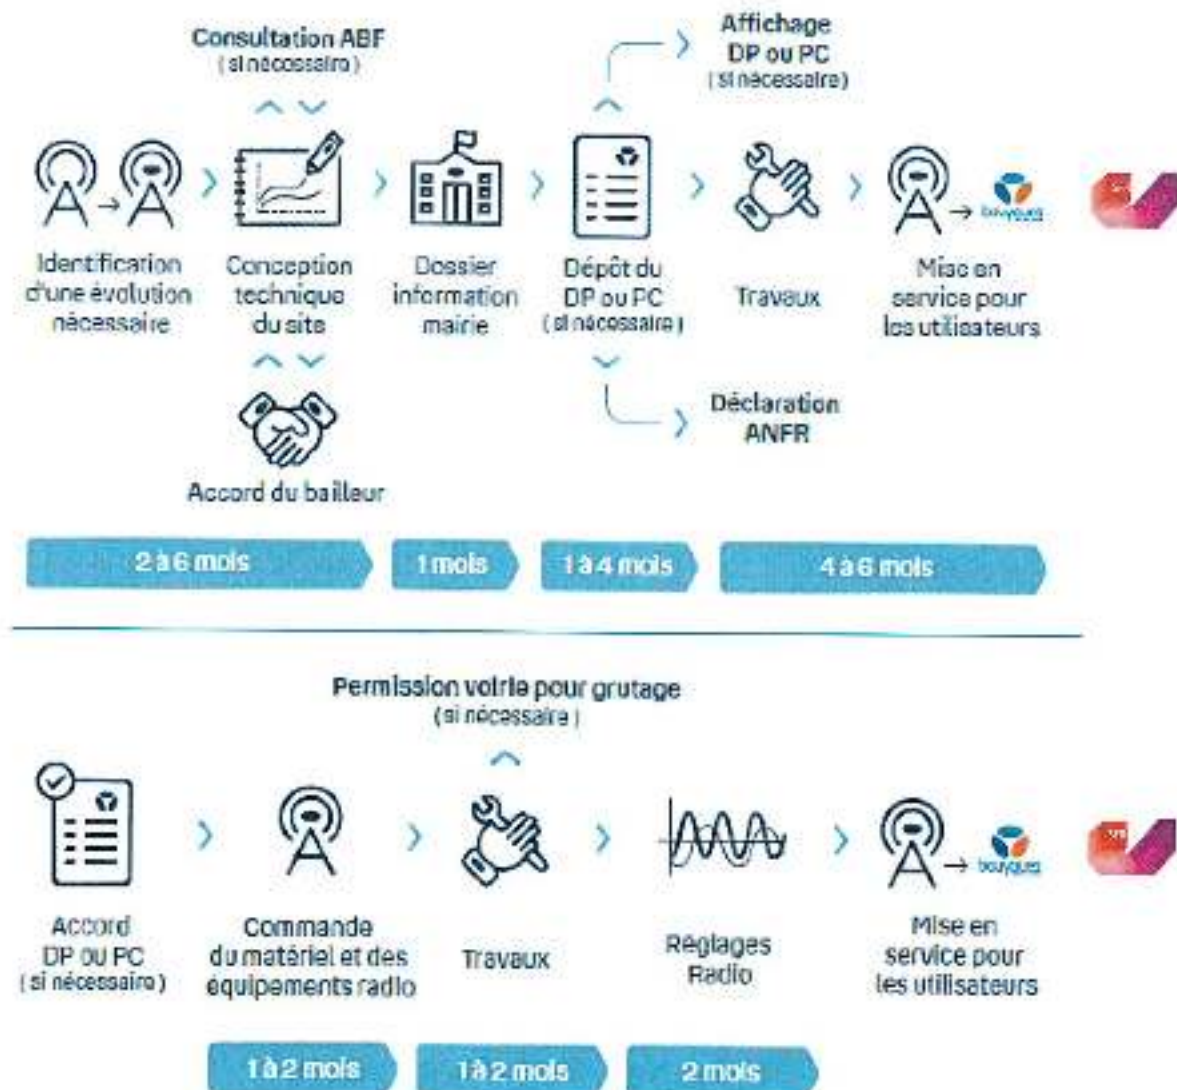 Consultation ABF
(si nécessaire)
Affichage
DP ou PC
(si nécessaire)
Identification
d'une évolution
nécessaire
Conception
technique
du site
Dossier
information
mairie
Dépôt du
DP ou PC
(si nécessaire)
Travaux
bouygues
Mise en
service pour
les utilisateurs
Déclaration
ANFR
Accord du bailleur
2 à 6 mois
1 mois
1 à 4 mois
4 à 6 mois
Permission voirie pour grutage
(si nécessaire)
bouygues
Accord
DP ou PC
(si nécessaire)
Commande
du matériel et des
équipements radio
Travaux
Réglages
Radio
Mise en
service pour
les utilisateurs
1 à 2 mois
1 à 2 mois
2 mois